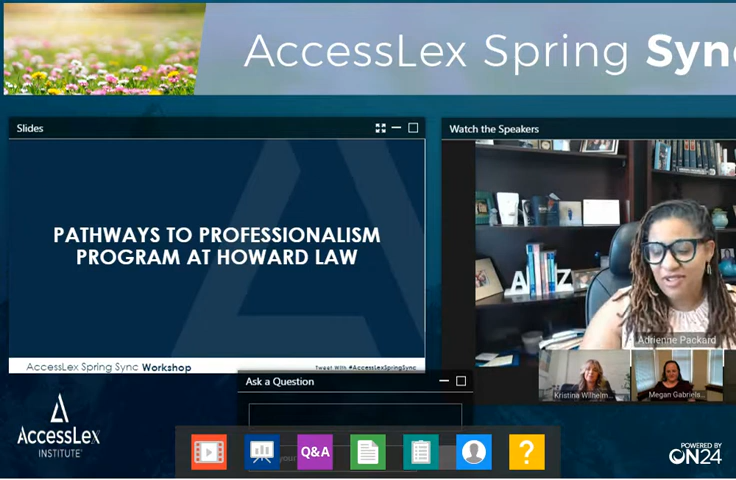 AccessLex Spring Sync
Slides
PATHWAYS TO PROFESSIONALISM
PROGRAM AT HOWARD LAW
AccessLex Spring Sync Workshop
Tweet With #AccessLexSpringSync
Watch the Speakers
A Z
Adrienne Packard
Kristina Wilhelm...
Megan Gabriels...
Ask a Question
Q&A
?
AccessLex
INSTITUTE
POWERED BY
ON24